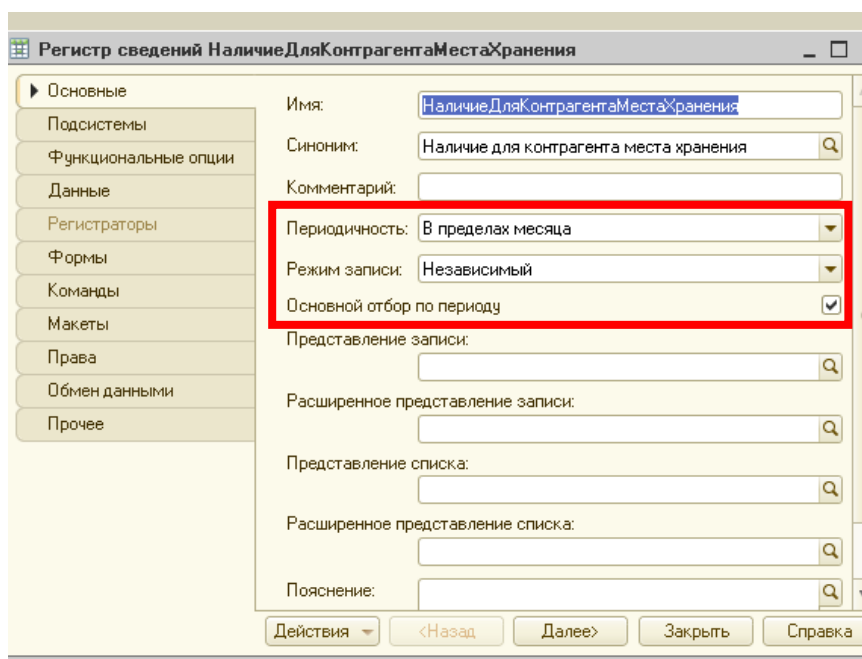 Регистр сведений НаличиеДляКонтрагентаМестаХранения
Основные
Подсистемы
Функциональные опции
Данные
Регистраторы
Формы
Команды
Макеты
Права
Обмен данными
Прочее
Имя: НаличиеДляКонтрагентаМестаХранения
Синоним: Наличие для контрагента места хранения
Комментарий:
Периодичность: В пределах месяца
Режим записи: Независимый
Основной отбор по периоду
Представление записи:
Расширенное представление записи:
Представление списка:
Расширенное представление списка:
Пояснение:
Действия <Назад Далее> Закрыть Справка